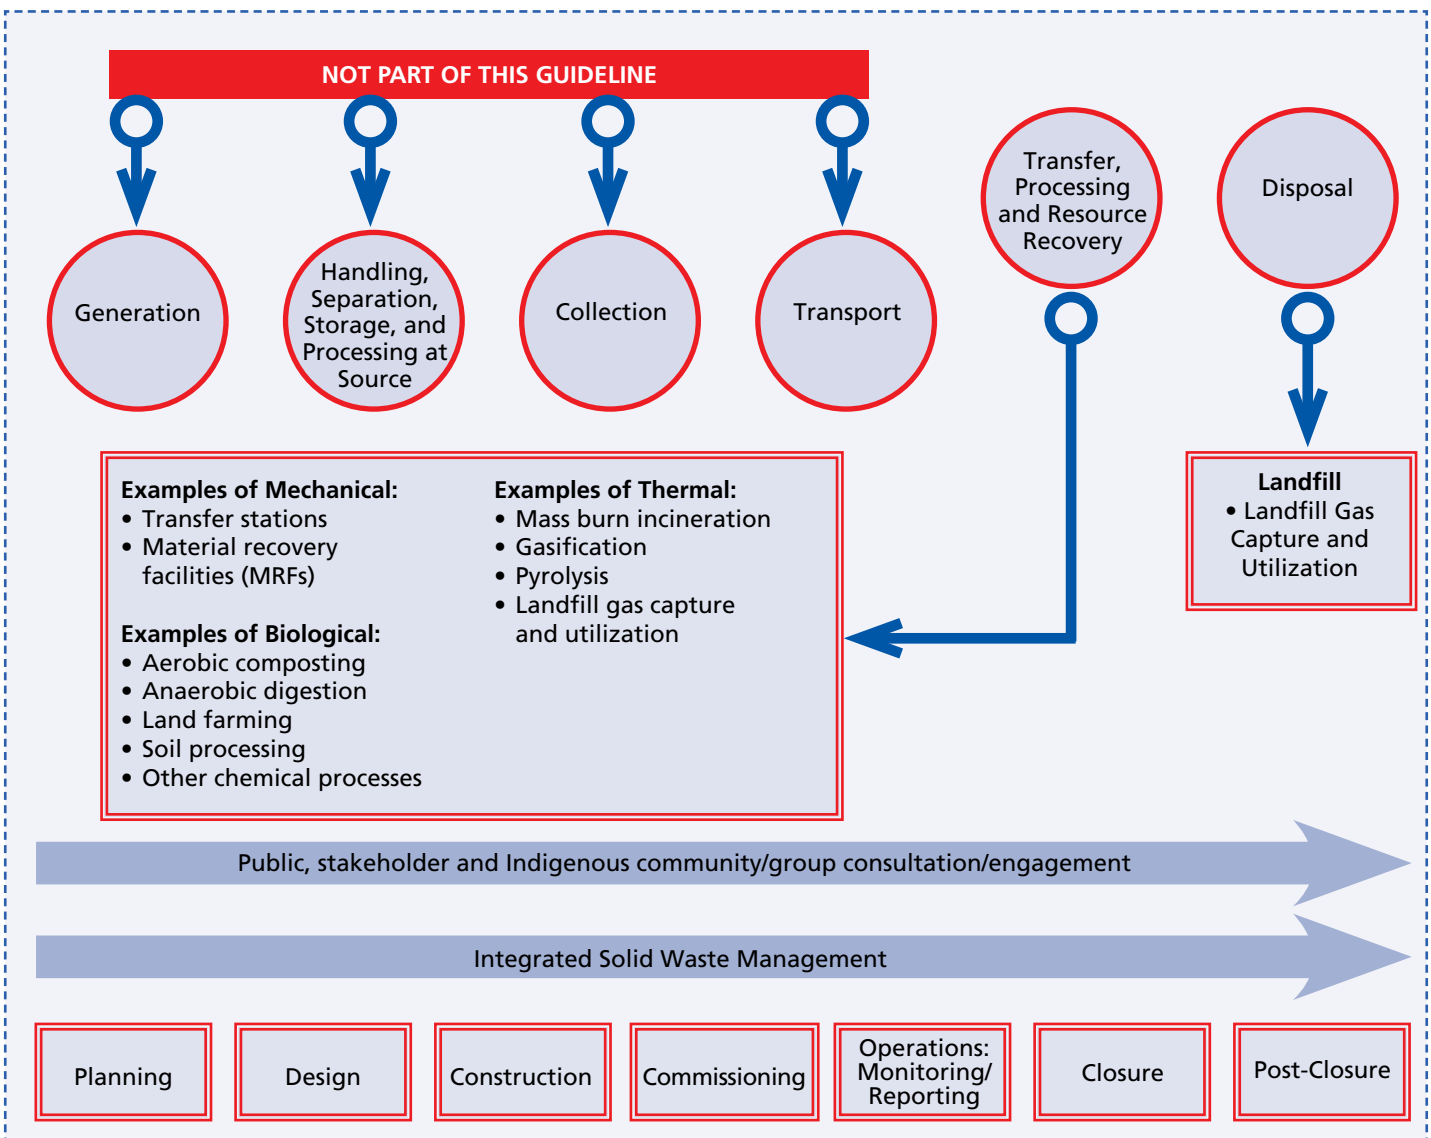 NOT PART OF THIS GUIDELINE
Generation
Handling,
Separation,
Storage, and
Processing at
Source
Collection
Transport
Transfer,
Processing
and Resource
Recovery
Disposal
Examples of Mechanical:
• Transfer stations
• Material recovery
facilities (MRFs)
Examples of Biological:
• Aerobic composting
• Anaerobic digestion
• Land farming
• Soil processing
• Other chemical processes
Examples of Thermal:
• Mass burn incineration
• Gasification
• Pyrolysis
• Landfill gas capture
and utilization
Landfill
• Landfill Gas
Capture and
Utilization
Public, stakeholder and Indigenous community/group consultation/engagement
Integrated Solid Waste Management
Planning
Design
Construction
Commissioning
Operations:
Monitoring/
Reporting
Closure
Post-Closure